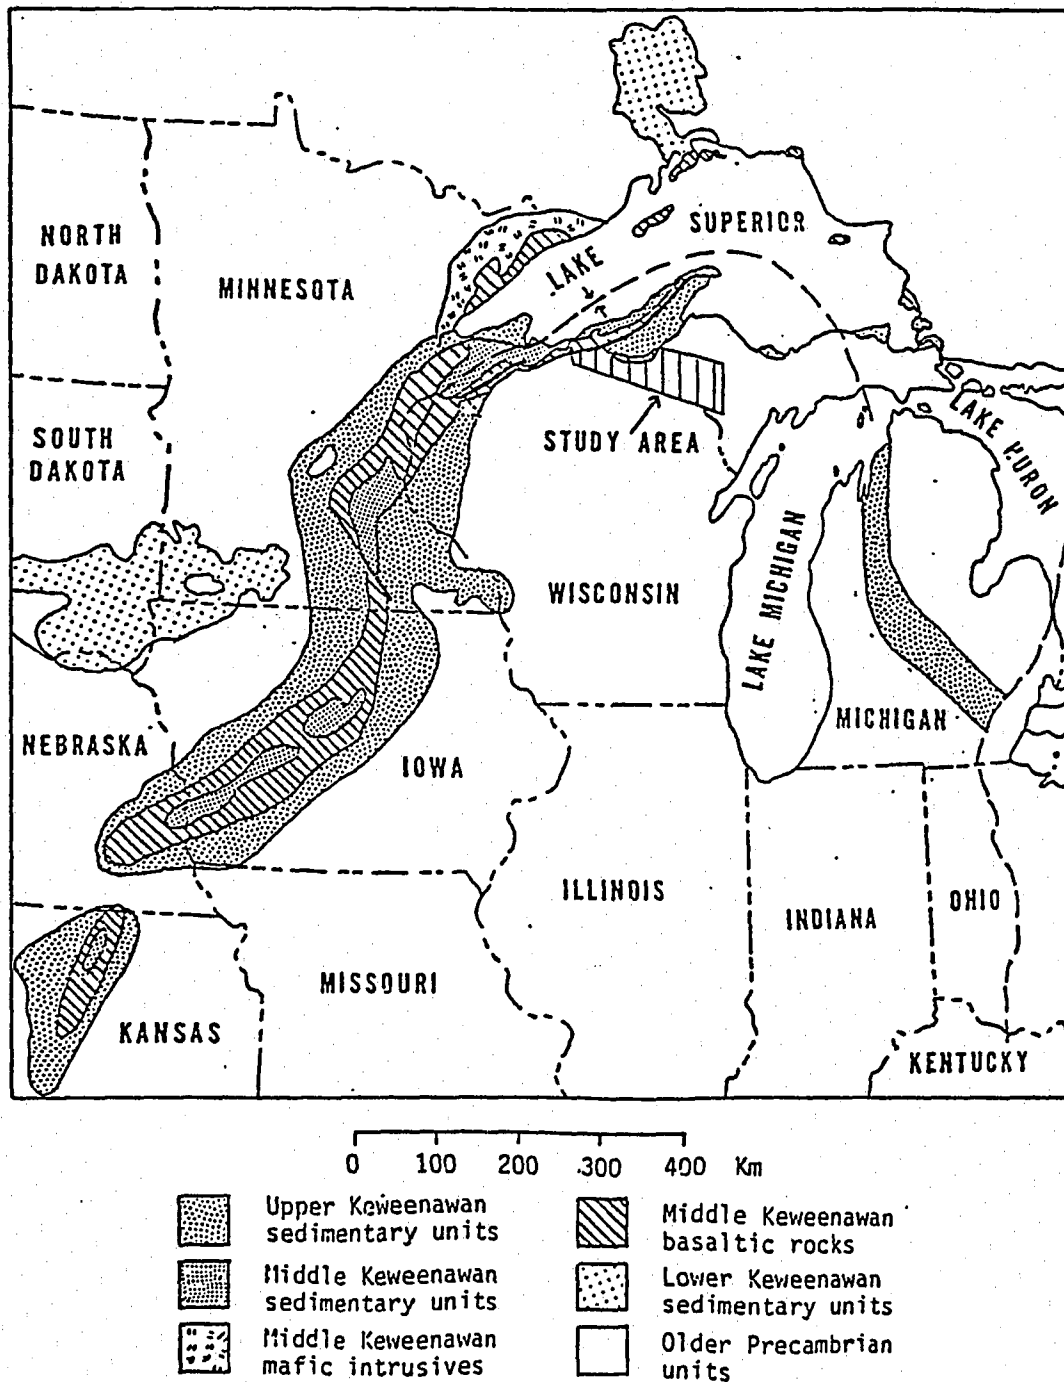 SUPERIOR
NORTH
DAKOTA
LAKE
MINNESOTA
LAKE HURON
SOUTH
DAKOTA
STUDY AREA
LAKE MICHIGAN
WISCONSIN
MICHIGAN
NEBRASKA
IOWA
ILLINOIS
INDIANA
OHIO
MISSOURI
KANSAS
KENTUCKY
0 100 200 300 400 Km
Upper Keweenawan
sedimentary units
Middle Keweenawan
sedimentary units
Middle Keweenawan
mafic intrusives
Middle Keweenawan
basaltic rocks
Lower Keweenawan
sedimentary units
Older Precambrian
units